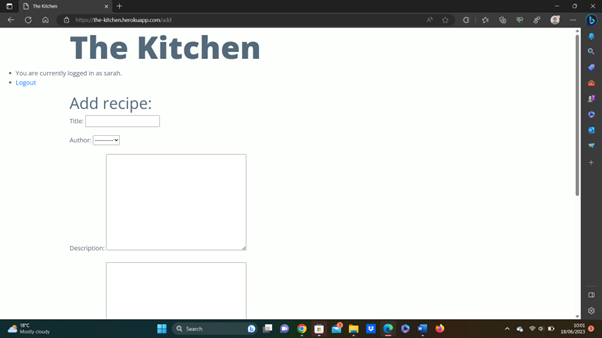 The Kitchen
https://the-kitchen.herokuapp.com/add
The Kitchen
You are currently logged in as sarah.
Logout
Add recipe:
Title:
Author: ---------
Description:
18°C
Mostly cloudy
Search
10:01
18/06/2023